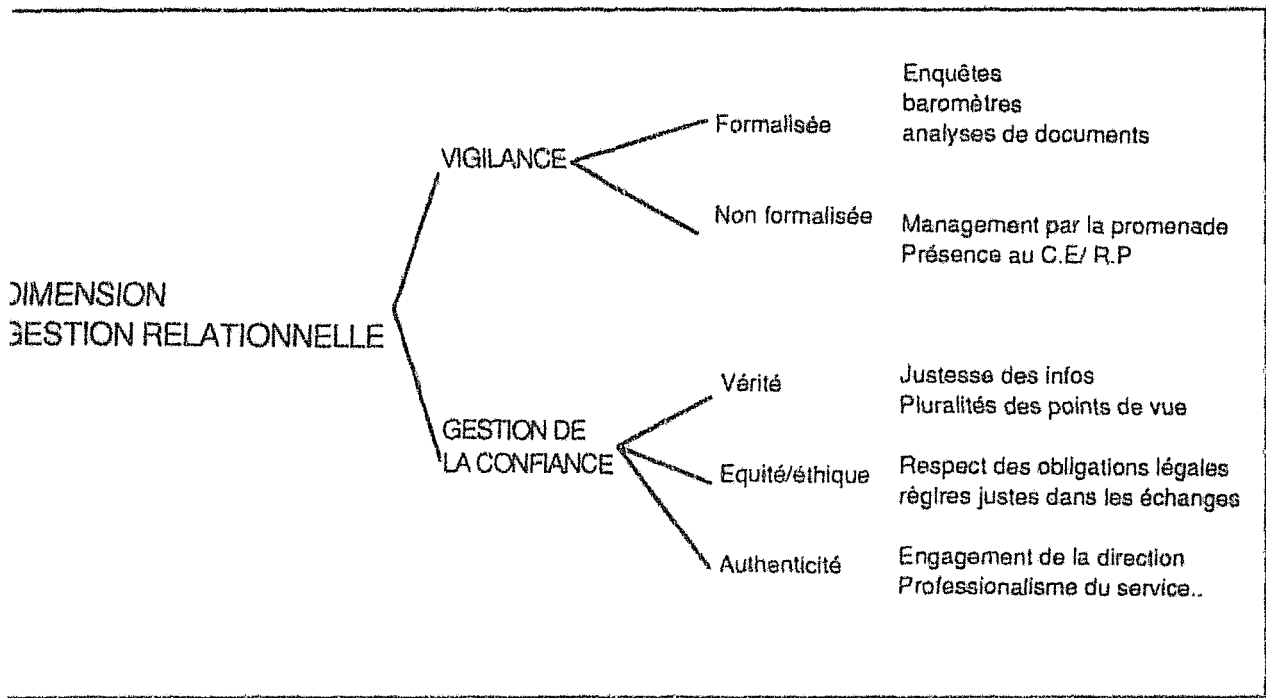 Enquêtes
baromètres
analyses de documents
Formalisée
VIGILANCE
Non formalisée
Management par la promenade
Présence au C.E/ R.P
DIMENSION
GESTION RELATIONNELLE
Vérité
Justesse des infos
Pluralités des points de vue
GESTION DE
LA CONFIANCE
Equité/éthique
Respect des obligations légales
règlres justes dans les échanges
Authenticité
Engagement de la direction
Professionalisme du service..